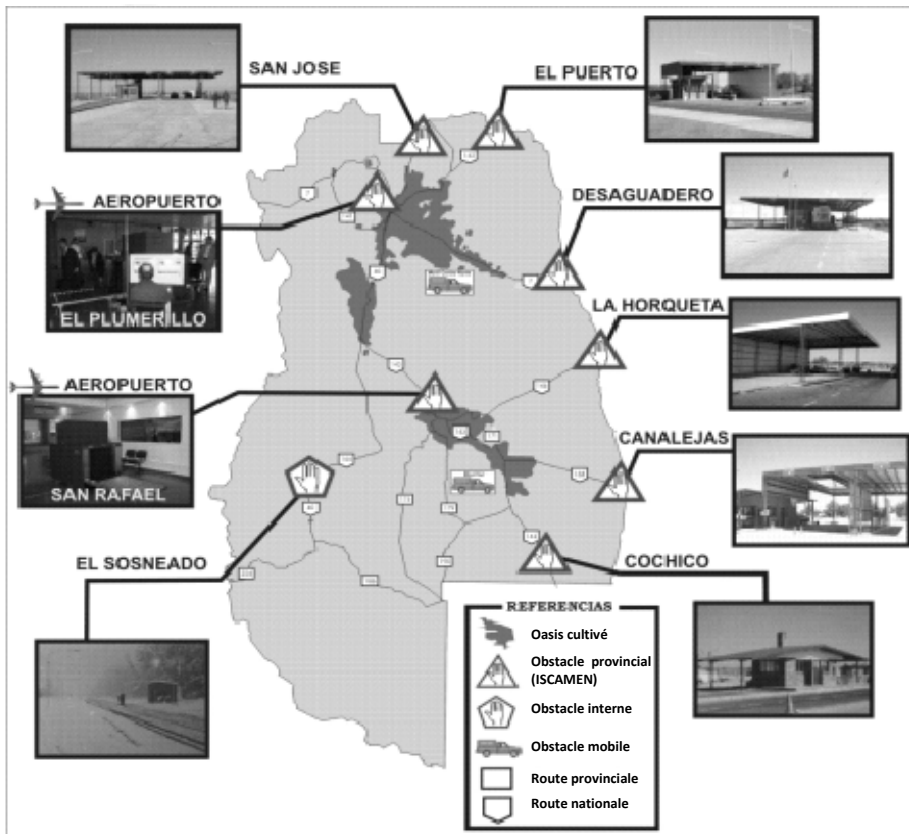 SAN JOSE
EL PUERTO
AEROPUERTO
EL PLUMERILLO
DESAGUADERO
LA HORQUETA
AEROPUERTO
SAN RAFAEL
CANALEJAS
EL SOSNEADO
COCHICO
REFERENCIAS
Oasis cultivé
Obstacle provincial
(ISCAMEN)
Obstacle interne
Obstacle mobile
Route provinciale
Route nationale